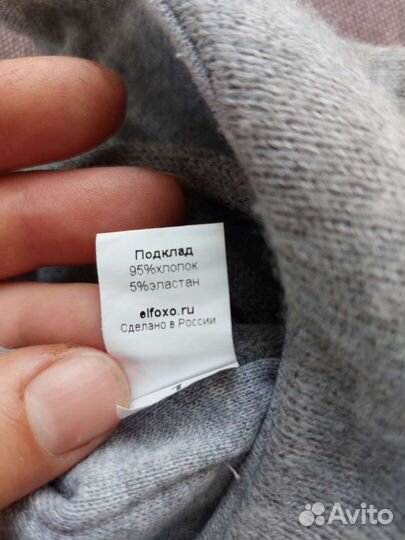 Подклад
95%хлопок
5%эластан
elfoxo.ru
Сделано в России
Avito